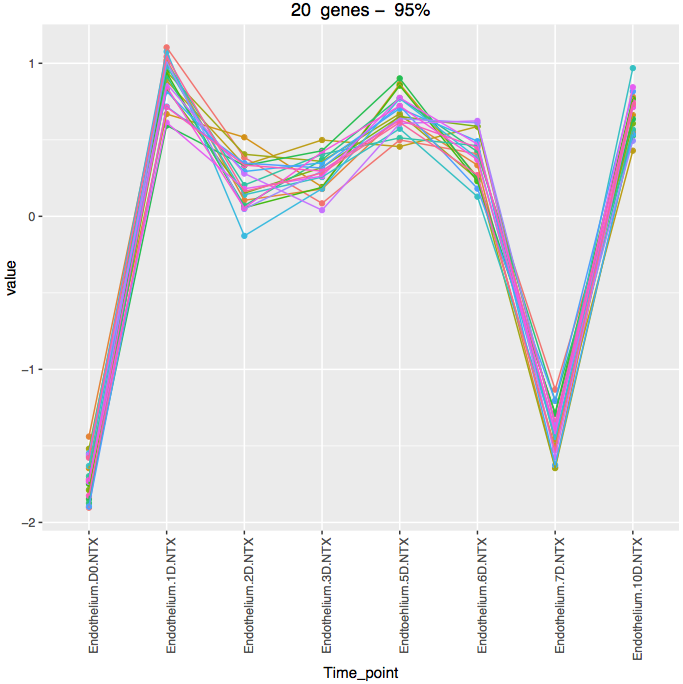 20 genes − 95%
1
0
−1
−2
value
Endothelium.D0.NTX
Endothelium.1D.NTX
Endothelium.2D.NTX
Endothelium.3D.NTX
Endtoehlium.5D.NTX
Endothelium.6D.NTX
Endothelium.7D.NTX
Endothelium.10D.NTX
Time_point